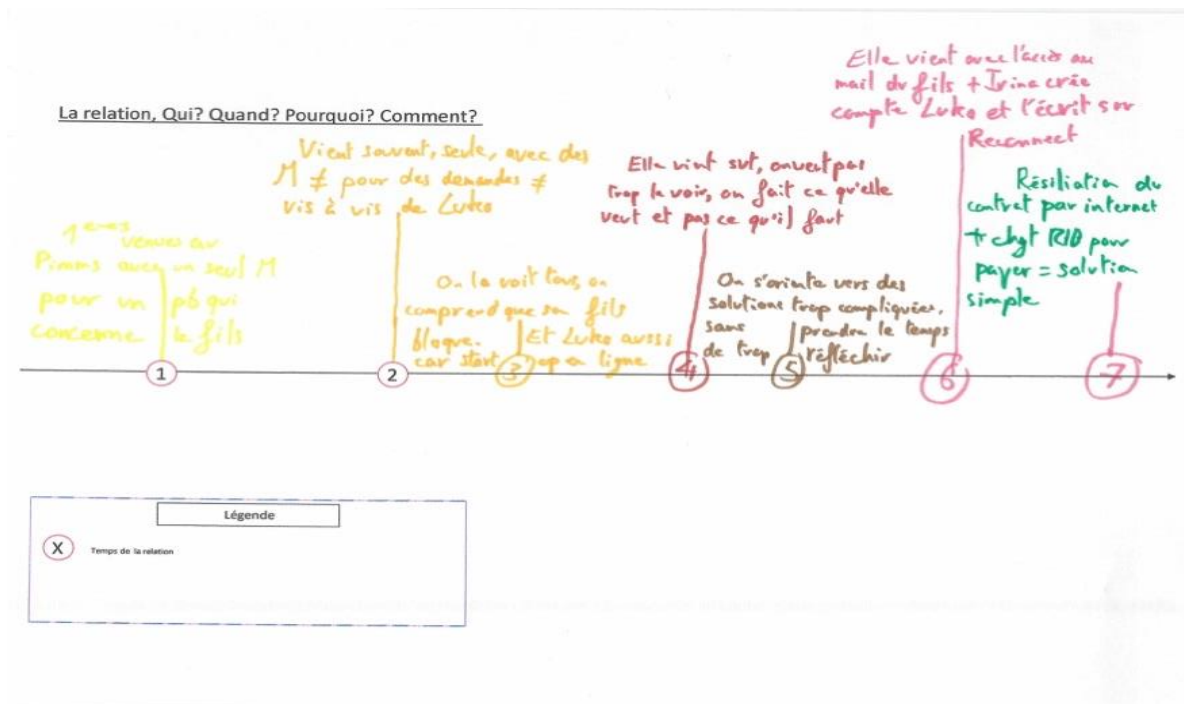 La relation, Qui? Quand? Pourquoi? Comment?
1ères venues au
Pimms avec un seul M
pour un pb qui
concerne le fils
1
Vient souvent, seule, avec des
M ≠ pour des demandes ≠
vis à vis de Luko
2
On la voit tous, on
comprend que son fils
bloque. Et Luko aussi
car start up en ligne
3
Elle vient svt, on veut pas
trop la voir, on fait ce qu'elle
veut et pas ce qu'il faut
4
On s'oriente vers des
solutions trop compliquées,
sans prendre le temps
de trop réfléchir
5
Elle vient avec l'accès au
mail du fils + Irina crée
compte Luko et l'écrit sur
Reconnect
6
Résiliation du
contrat par internet
+ chgt RIB pour
payer = solution
simple
7
Légende
X Temps de la relation